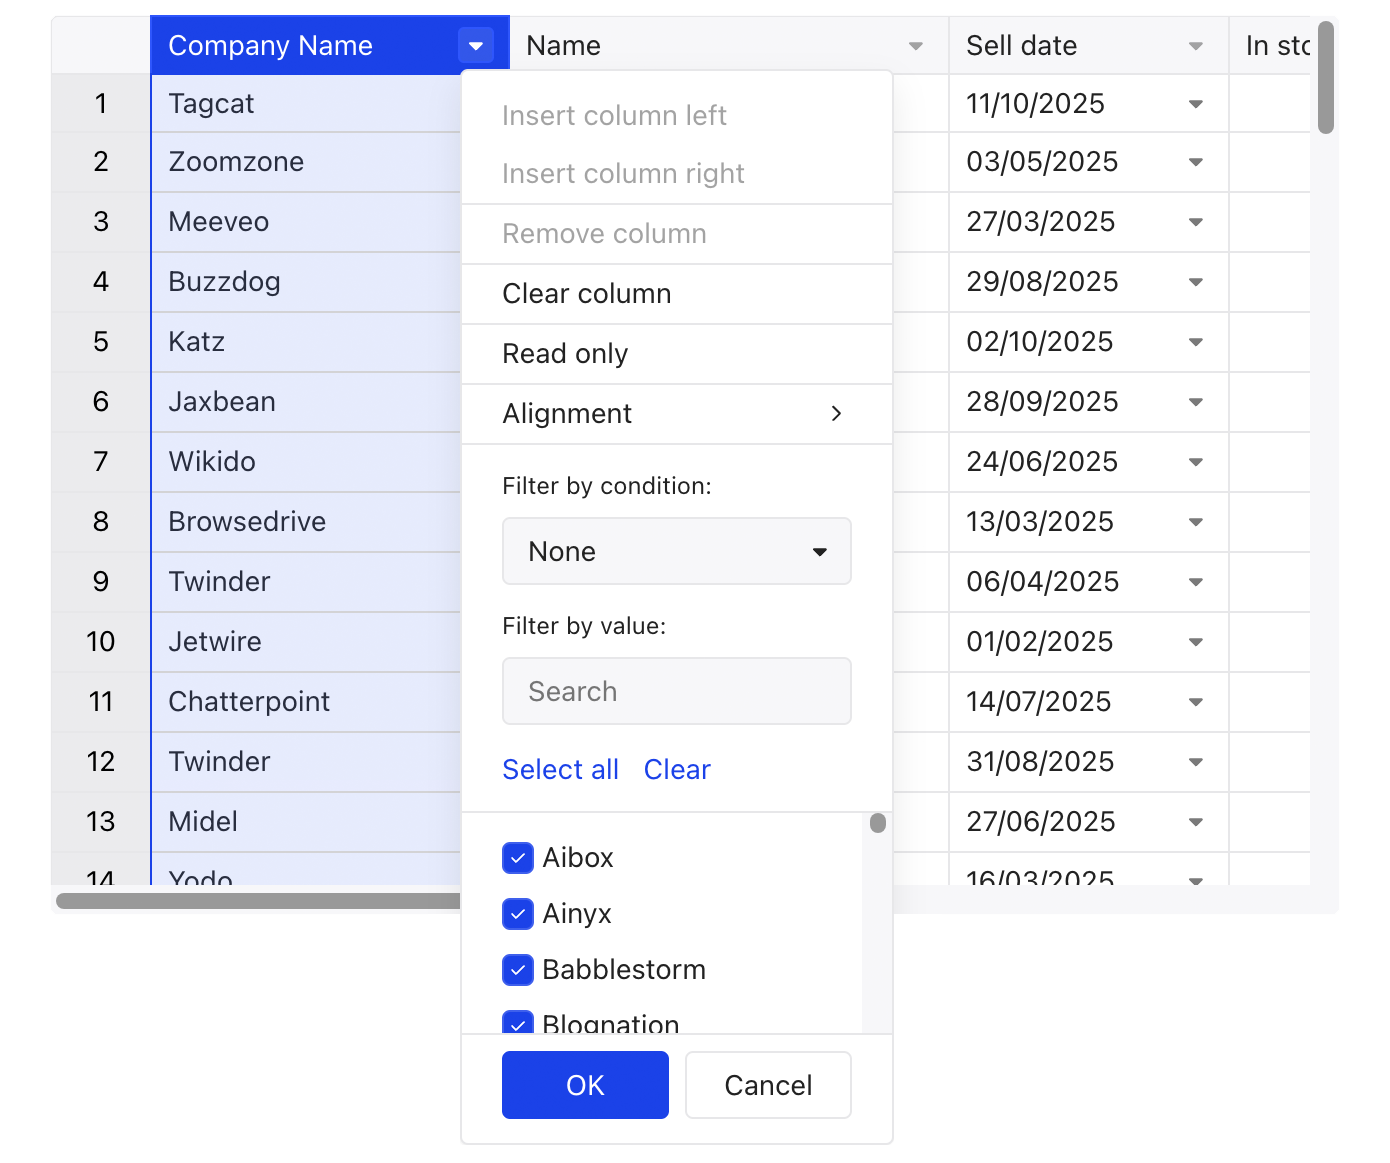 Company Name Name Sell date In sto
1 Tagcat 11/10/2025
2 Zoomzone 03/05/2025
3 Meeveo 27/03/2025
4 Buzzdog 29/08/2025
5 Katz 02/10/2025
6 Jaxbean 28/09/2025
7 Wikido 24/06/2025
8 Browsedrive 13/03/2025
9 Twinder 06/04/2025
10 Jetwire 01/02/2025
11 Chatterpoint 14/07/2025
12 Twinder 31/08/2025
13 Midel 27/06/2025
14 Yodo 16/03/2025
Insert column left
Insert column right
Remove column
Clear column
Read only
Alignment
Filter by condition:
None
Filter by value:
Search
Select all Clear
Aibox
Ainyx
Babblestorm
Blognation
OK Cancel